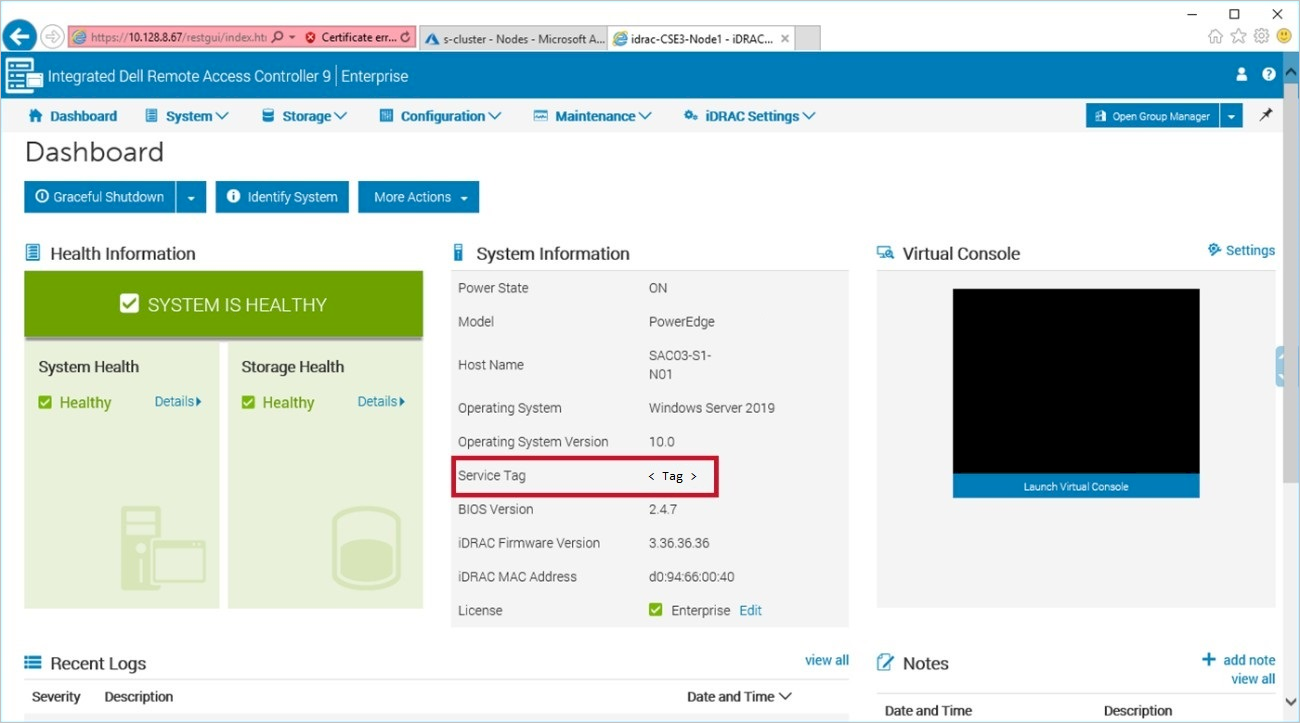 https://10.128.8.67/restgui/index.ht
Certificate err...
s-cluster - Nodes - Microsoft A...
idrac-CSE3-Node1 - iDRAC...
Integrated Dell Remote Access Controller 9 | Enterprise
Dashboard System Storage Configuration Maintenance iDRAC Settings Open Group Manager
Dashboard
Graceful Shutdown Identify System More Actions
Health Information
SYSTEM IS HEALTHY
System Health
Healthy Details
Storage Health
Healthy Details
System Information
Power State ON
Model PowerEdge
Host Name SAC03-S1-
N01
Operating System Windows Server 2019
Operating System Version 10.0
Service Tag < Tag >
BIOS Version 2.4.7
iDRAC Firmware Version 3.36.36.36
iDRAC MAC Address d0:94:66:00:40
License Enterprise Edit
Virtual Console Settings
Launch Virtual Console
Recent Logs view all
Severity Description Date and Time
Notes add note
view all
Date and Time Description